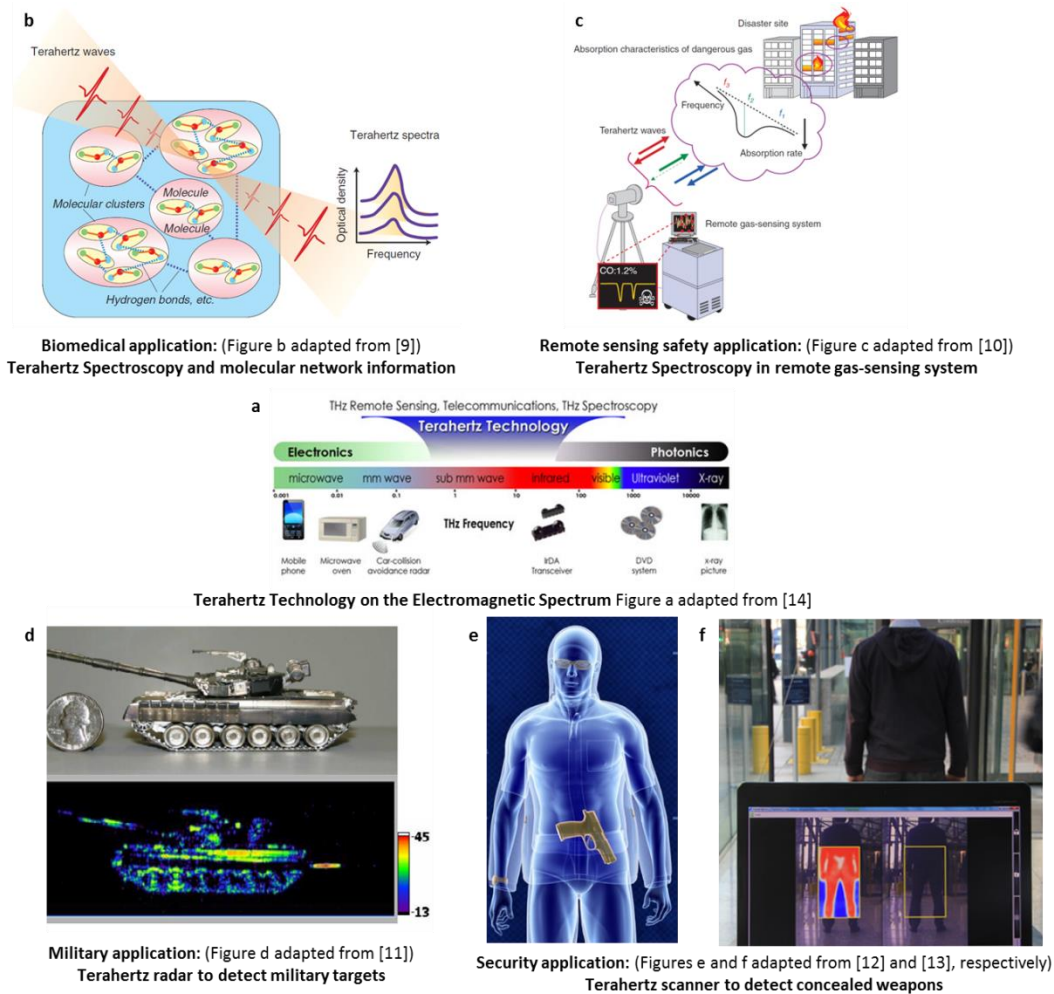 b
Terahertz waves
Terahertz spectra
Optical density
Frequency
Molecule
Molecule
Molecular clusters
Hydrogen bonds, etc.
Biomedical application: (Figure b adapted from [9])
Terahertz Spectroscopy and molecular network information
c
Disaster site
Absorption characteristics of dangerous gas
f₃
f₂
f₁
Frequency
Absorption rate
Terahertz waves
Remote gas-sensing system
CO:1.2%
Remote sensing safety application: (Figure c adapted from [10])
Terahertz Spectroscopy in remote gas-sensing system
a
THz Remote Sensing, Telecommunications, THz Spectroscopy
Terahertz Technology
Electronics
Photonics
microwave mm wave sub mm wave infrared visible Ultraviolet X-ray
0.001 0.01 0.1 1 10 100 1000 10000
THz Frequency
Mobile phone
Microwave oven
Car-collision avoidance radar
IrDA Transceiver
DVD system
x-ray picture
Terahertz Technology on the Electromagnetic Spectrum Figure a adapted from [14]
d
-45
-13
Military application: (Figure d adapted from [11])
Terahertz radar to detect military targets
e
f
Security application: (Figures e and f adapted from [12] and [13], respectively)
Terahertz scanner to detect concealed weapons